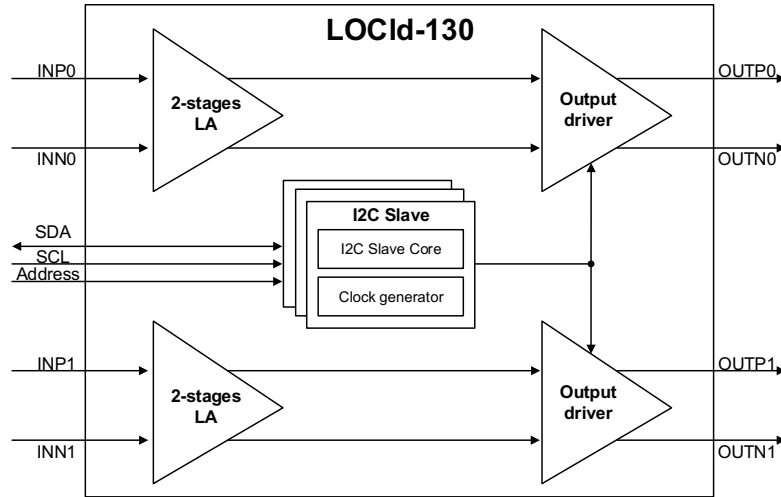 LOCld-130
INP0
2-stages
LA
Output
driver
OUTP0
INN0
OUTN0
I2C Slave
SDA
I2C Slave Core
SCL
Address
Clock generator
INP1
2-stages
LA
Output
driver
OUTP1
INN1
OUTN1